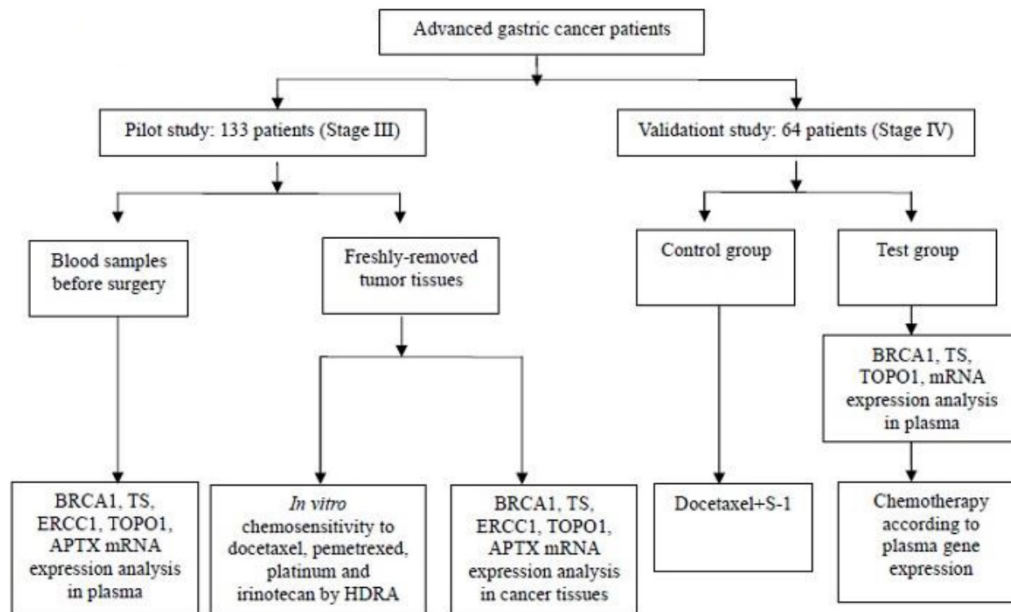 Advanced gastric cancer patients
Pilot study: 133 patients (Stage III)
Validationt study: 64 patients (Stage IV)
Blood samples
before surgery
Freshly-removed
tumor tissues
Control group
Test group
BRCA1, TS,
TOPO1, mRNA
expression analysis
in plasma
BRCA1, TS,
ERCC1, TOPO1,
APTX mRNA
expression analysis
in plasma
In vitro
chemosensitivity to
docetaxel, pemetrexed,
platinum and
irinotecan by HDRA
BRCA1, TS,
ERCC1, TOPO1,
APTX mRNA
expression analysis
in cancer tissues
Docetaxel+S-1
Chemotherapy
according to
plasma gene
expression